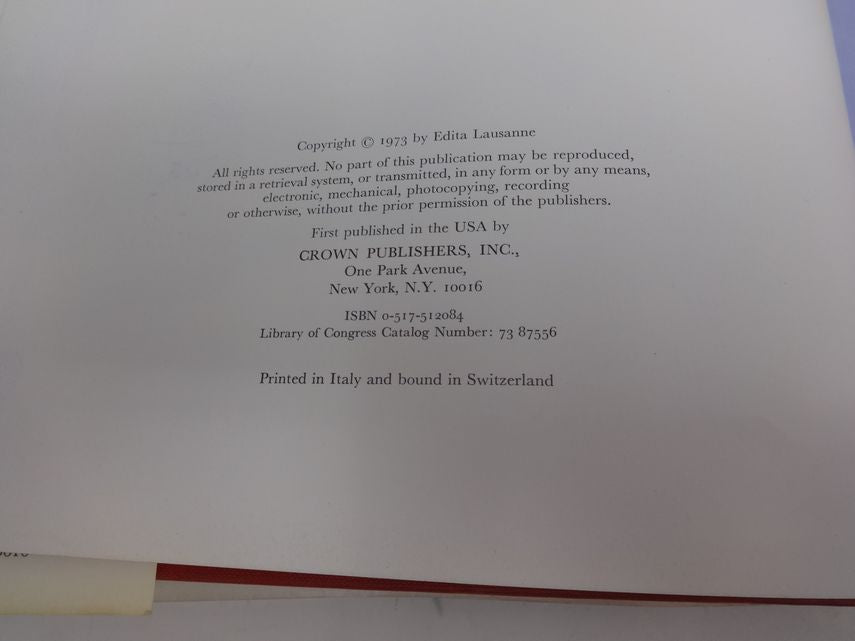 Copyright © 1973 by Edita Lausanne
All rights reserved. No part of this publication may be reproduced,
stored in a retrieval system, or transmitted, in any form or by any means,
electronic, mechanical, photocopying, recording
or otherwise, without the prior permission of the publishers.
First published in the USA by
CROWN PUBLISHERS, INC.,
One Park Avenue,
New York, N.Y. 10016
ISBN 0-517-512084
Library of Congress Catalog Number: 73 87556
Printed in Italy and bound in Switzerland